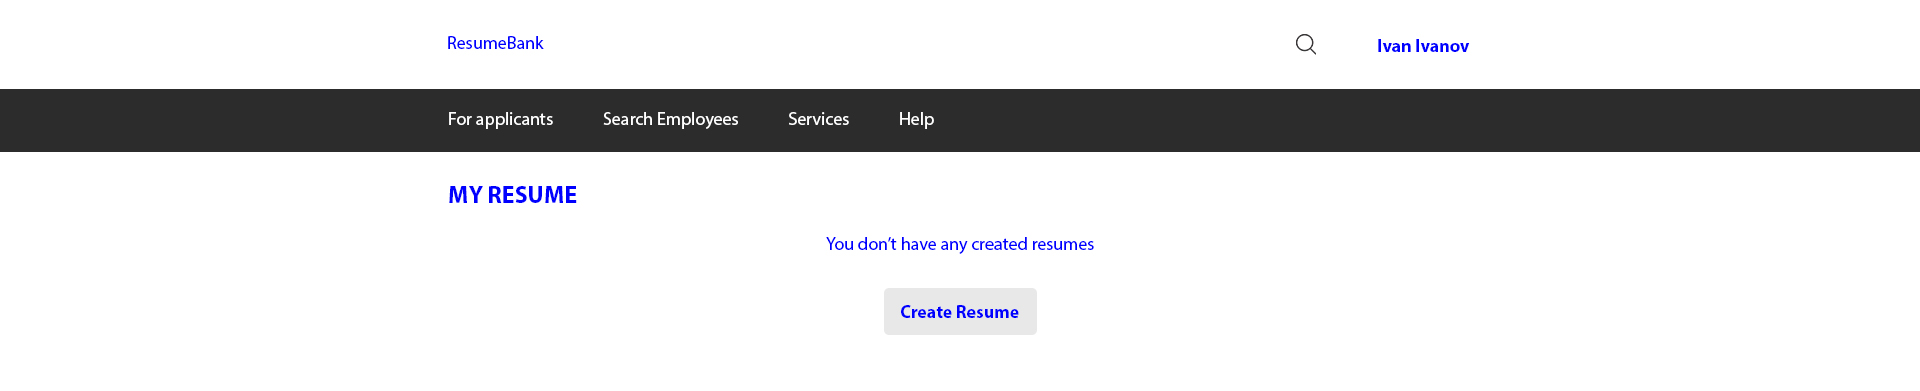 ResumeBank
Ivan Ivanov
For applicants
Search Employees
Services
Help
MY RESUME
You don’t have any created resumes
Create Resume